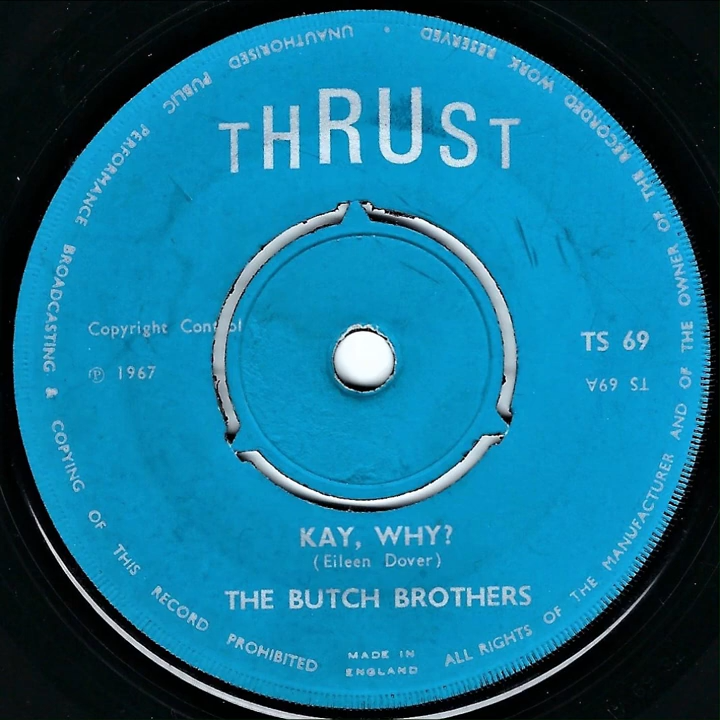 THRUST
Copyright Control
℗ 1967
TS 69
TS 69A
KAY, WHY?
(Eileen Dover)
THE BUTCH BROTHERS
MADE IN
ENGLAND
ALL RIGHTS OF THE MANUFACTURER AND OF THE OWNER OF THE RECORDED WORK RESERVED · UNAUTHORISED PUBLIC PERFORMANCE BROADCASTING & COPYING OF THIS RECORD PROHIBITED